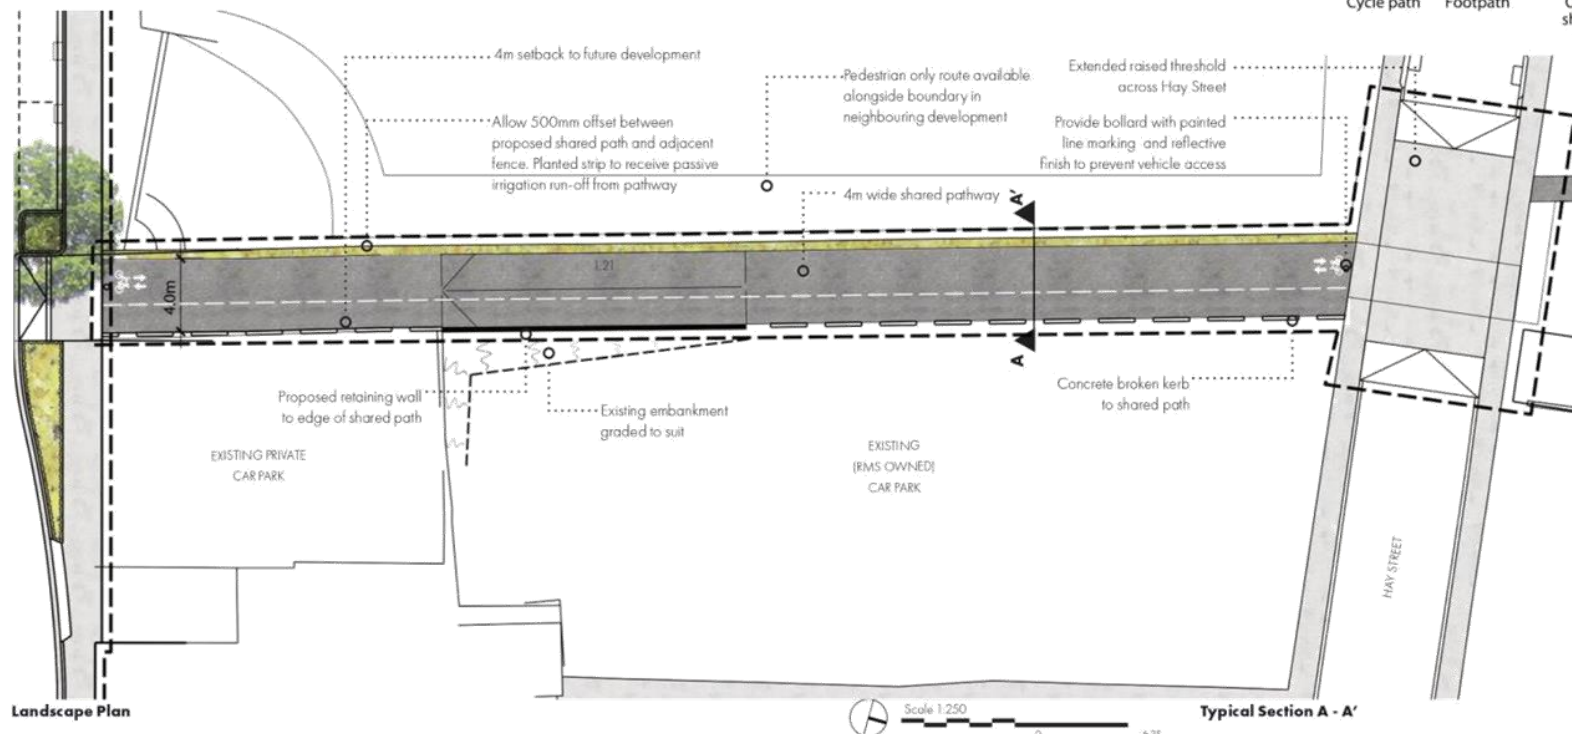 Cycle path
Footpath
4m setback to future development
Allow 500mm offset between
proposed shared path and adjacent
fence. Planted strip to receive passive
irrigation run-off from pathway
Pedestrian only route available
alongside boundary in
neighbouring development
4m wide shared pathway
Extended raised threshold
across Hay Street
Provide bollard with painted
line marking and reflective
finish to prevent vehicle access
A'
A
1:21
4.0m
Proposed retaining wall
to edge of shared path
Existing embankment
graded to suit
Concrete broken kerb
to shared path
EXISTING PRIVATE
CAR PARK
EXISTING
(RMS OWNED)
CAR PARK
HAY STREET
Landscape Plan
Scale 1:250
Typical Section A - A'